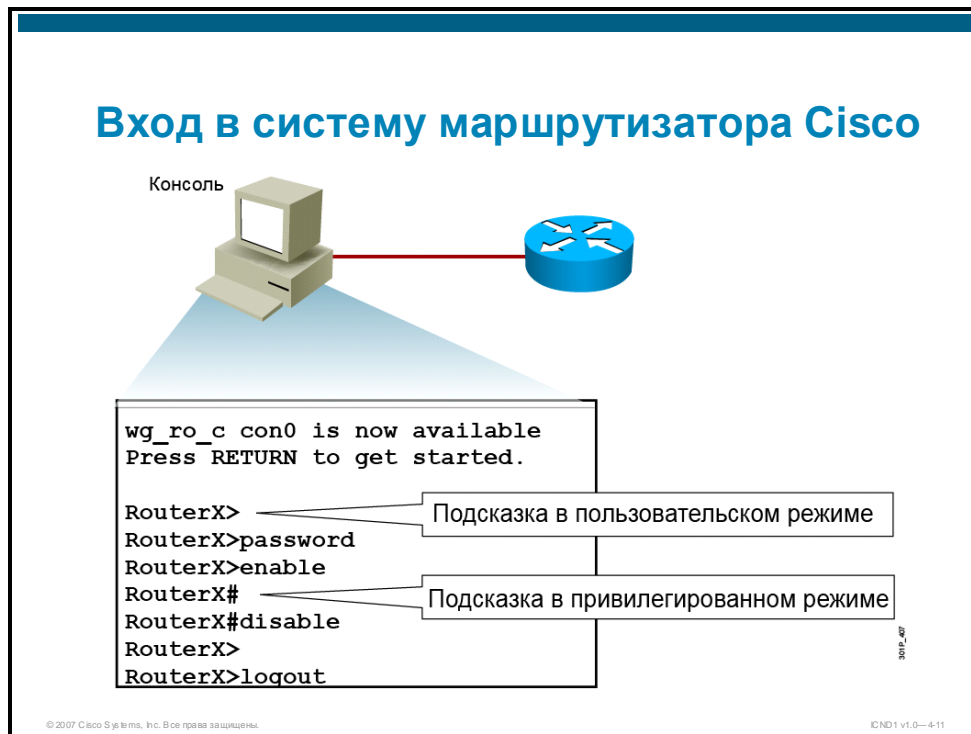 Вход в систему маршрутизатора Cisco
Консоль
wg_ro_c con0 is now available
Press RETURN to get started.
RouterX>
Подсказка в пользовательском режиме
RouterX>password
RouterX>enable
RouterX#
Подсказка в привилегированном режиме
RouterX#disable
RouterX>
RouterX>logout
301P_407
© 2007 Cisco Systems, Inc. Все права защищены.
ICND1 v1.0—4-11